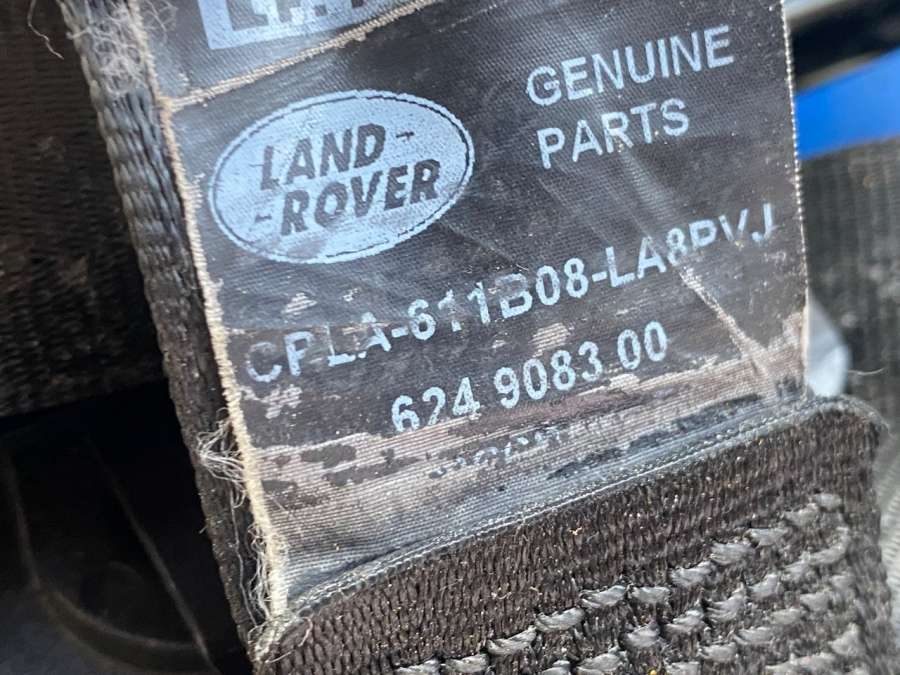 LAND-
-ROVER
GENUINE
PARTS
CPLA-611B08-LA8PVJ
624 9083 00